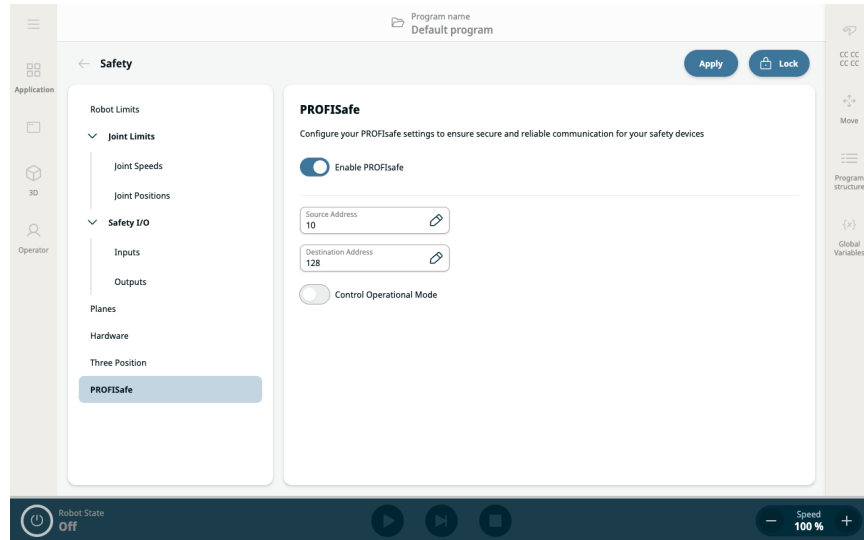 Program name
Default program
Safety
Apply
Lock
Application
3D
Operator
Robot Limits
Joint Limits
Joint Speeds
Joint Positions
Safety I/O
Inputs
Outputs
Planes
Hardware
Three Position
PROFISafe
PROFISafe
Configure your PROFIsafe settings to ensure secure and reliable communication for your safety devices
Enable PROFIsafe
Source Address
10
Destination Address
128
Control Operational Mode
CC CC
CC CC
Move
Program
structure
{x}
Global
Variables
Robot State
Off
Speed
100 %